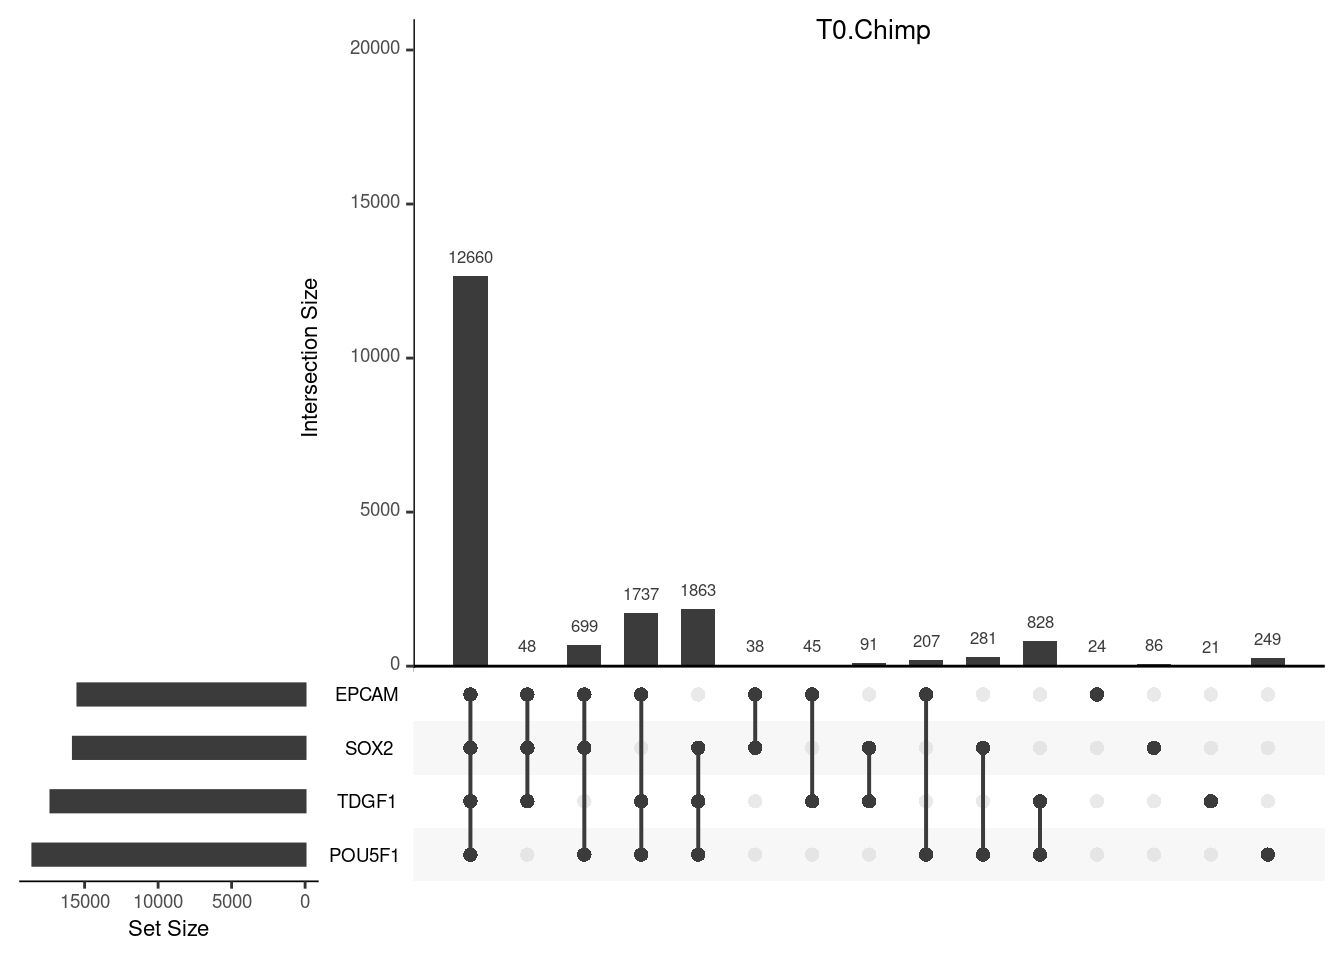 T0.Chimp
20000
15000
10000
5000
0
Intersection Size
12660
48
699
1737
1863
38
45
91
207
281
828
24
86
21
249
EPCAM
SOX2
TDGF1
POU5F1
15000 10000 5000 0
Set Size